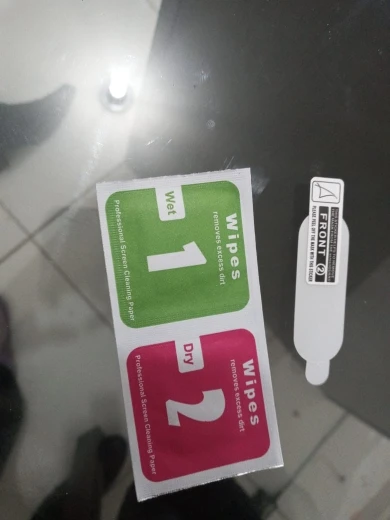 Wet
Wipes
removes excess dirt
1
Professional Screen Cleaning Paper
Dry
Wipes
removes excess dirt
2
Professional Screen Cleaning Paper
FRONT 2